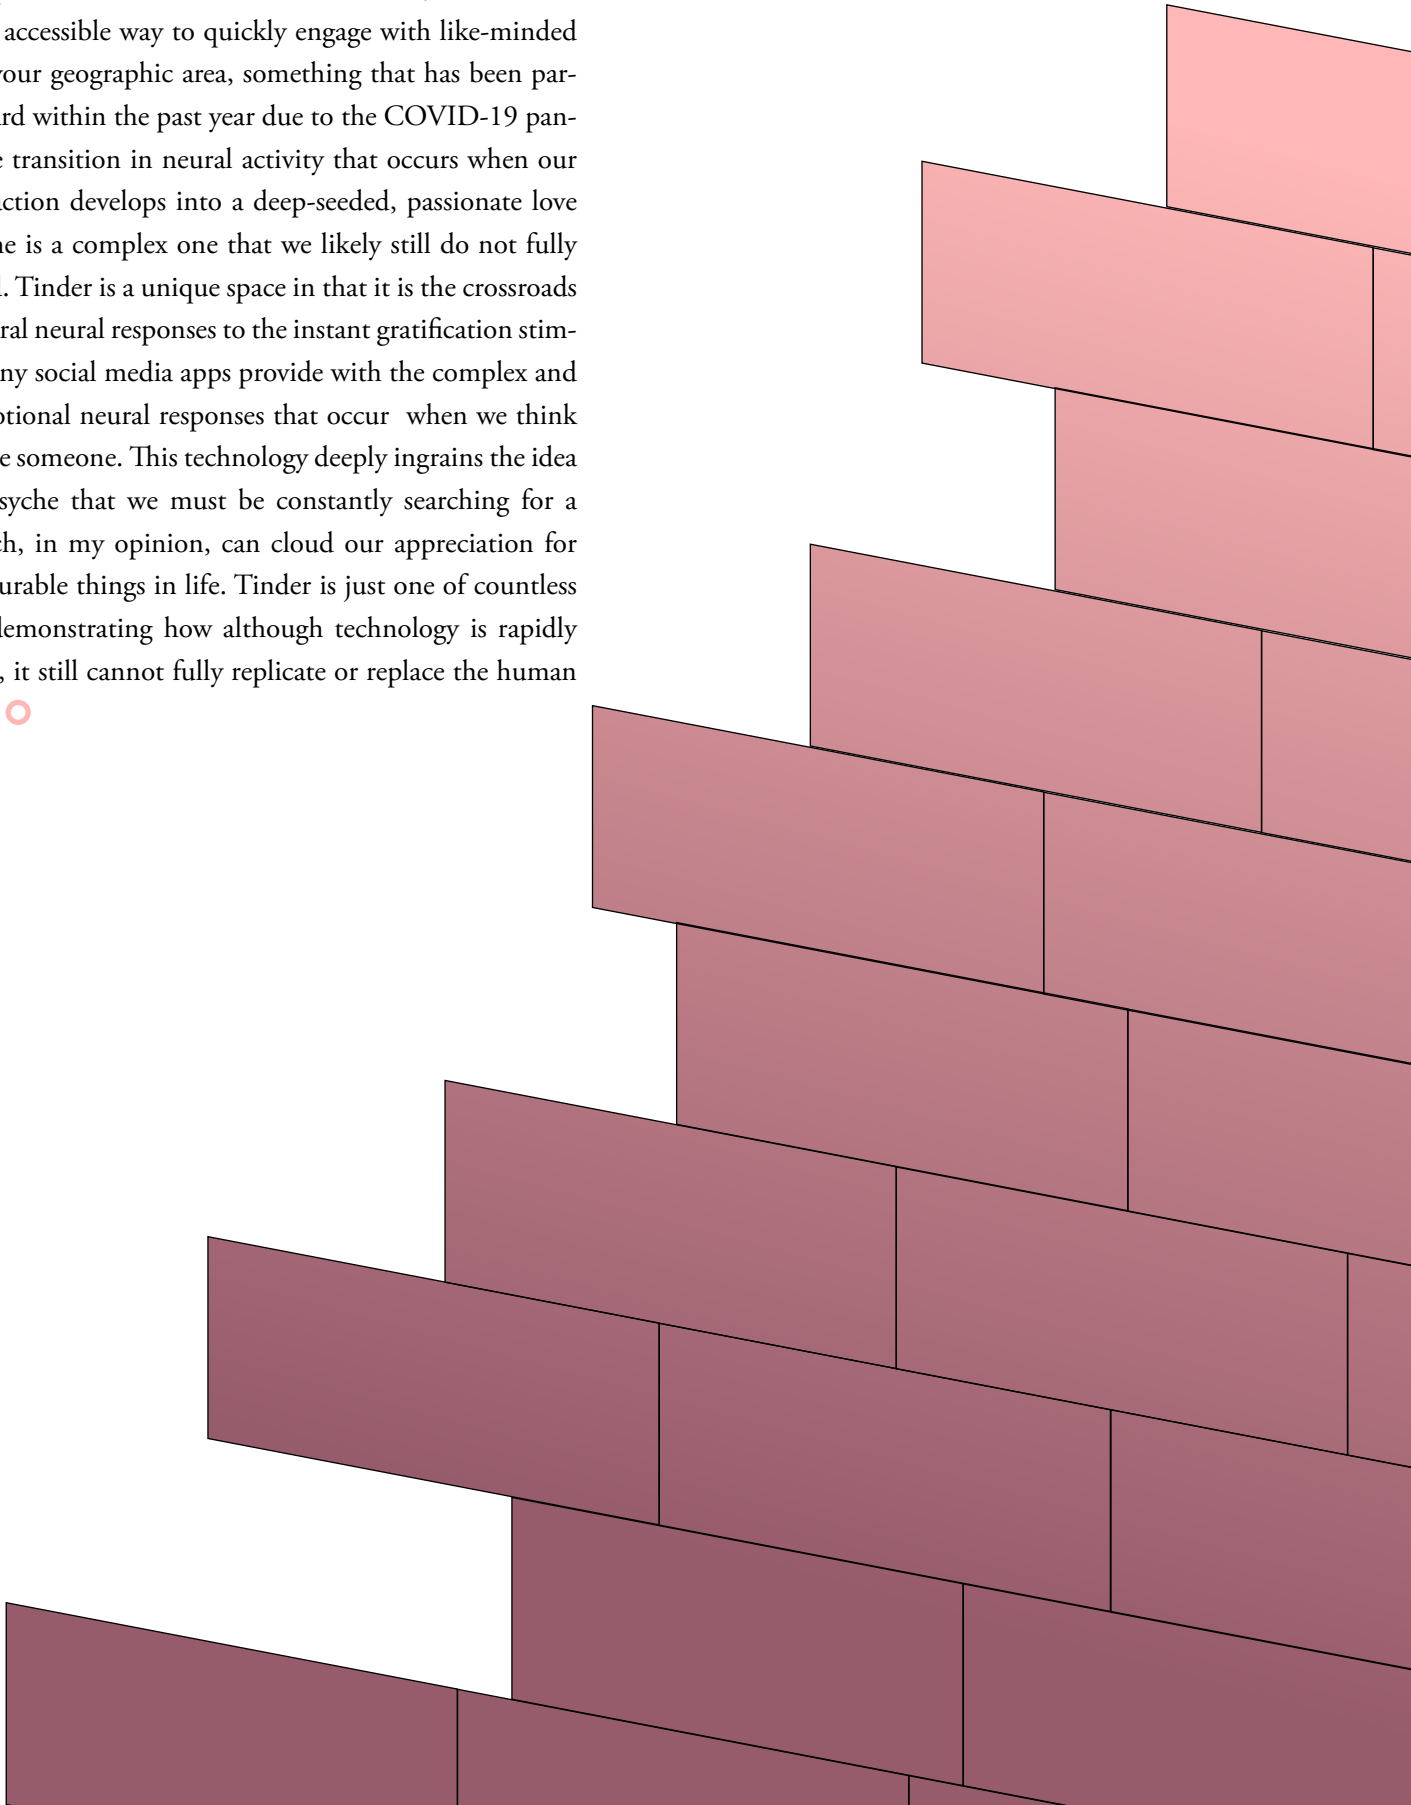 accessible way to quickly engage with like-minded
your geographic area, something that has been par-
rd within the past year due to the COVID-19 pan-
e transition in neural activity that occurs when our
action develops into a deep-seeded, passionate love
ne is a complex one that we likely still do not fully
. Tinder is a unique space in that it is the crossroads
ral neural responses to the instant gratification stim-
ny social media apps provide with the complex and
otional neural responses that occur when we think
e someone. This technology deeply ingrains the idea
syche that we must be constantly searching for a
ch, in my opinion, can cloud our appreciation for
urable things in life. Tinder is just one of countless
demonstrating how although technology is rapidly
, it still cannot fully replicate or replace the human